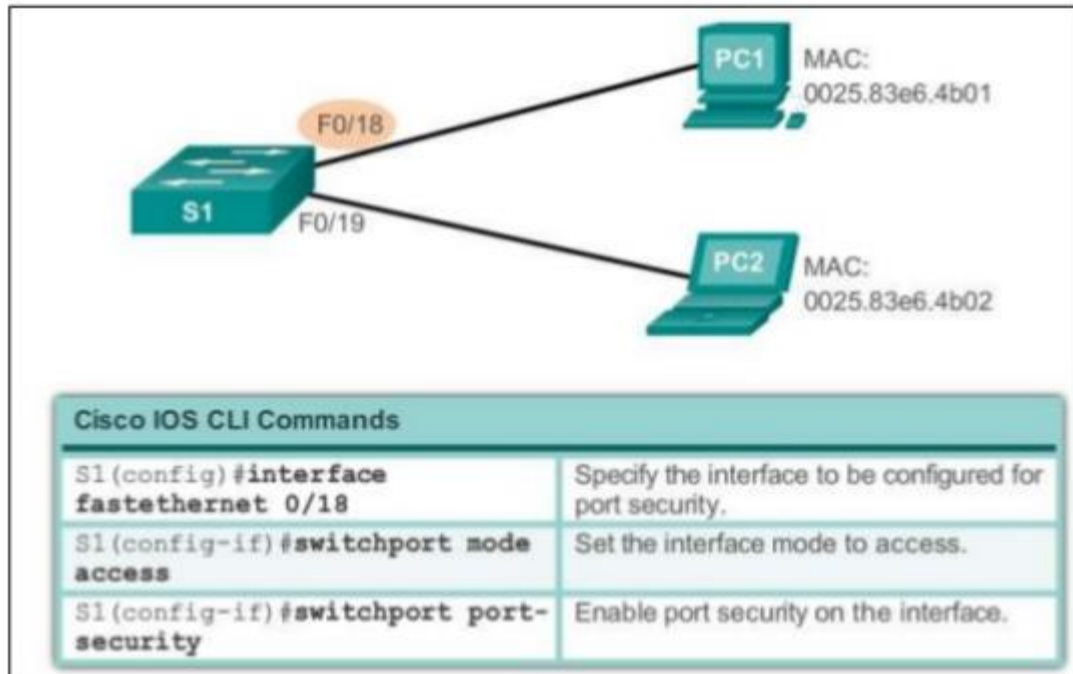 PC1
MAC:
0025.83e6.4b01
F0/18
S1
F0/19
PC2
MAC:
0025.83e6.4b02
Cisco IOS CLI Commands
S1(config)#interface
fastethernet 0/18
Specify the interface to be configured for
port security.
S1(config-if)#switchport mode
access
Set the interface mode to access.
S1(config-if)#switchport port-
security
Enable port security on the interface.